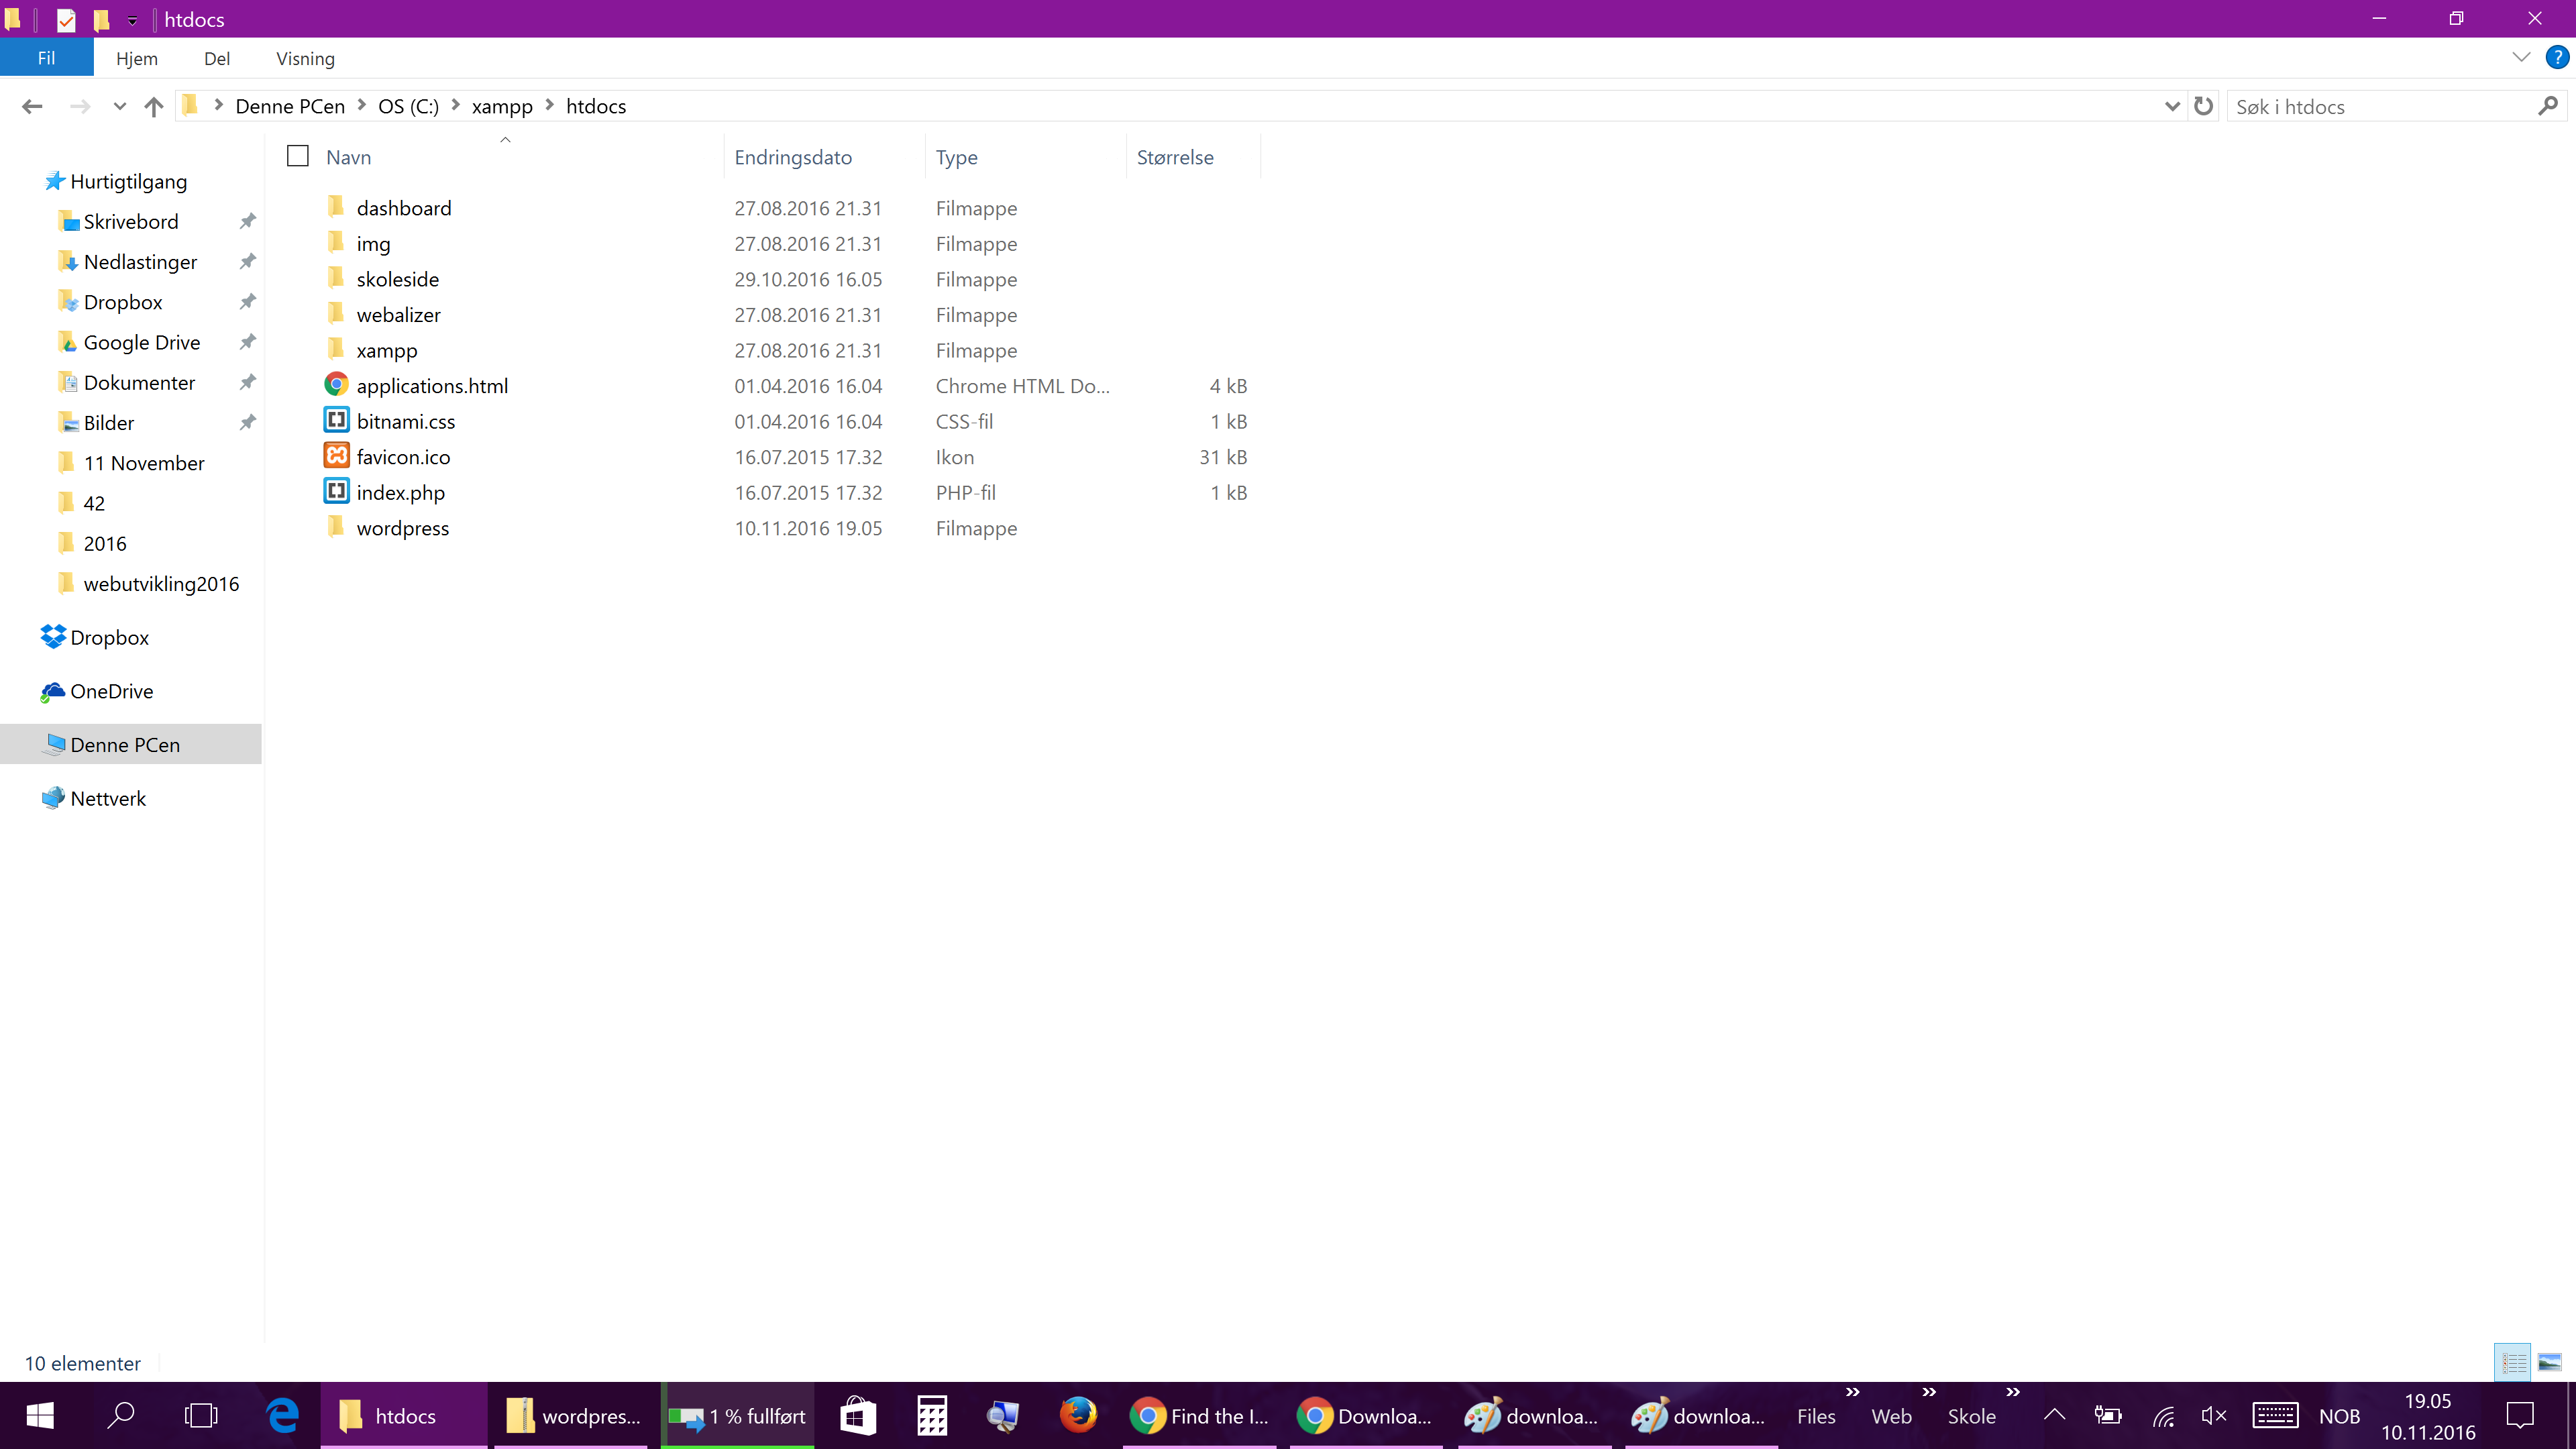 htdocs
Fil Hjem Del Visning
Denne PCen OS (C:) xampp htdocs Søk i htdocs
Navn Endringsdato Type Størrelse
Hurtigtilgang
Skrivebord
Nedlastinger
Dropbox
Google Drive
Dokumenter
Bilder
11 November
42
2016
webutvikling2016
Dropbox
OneDrive
Denne PCen
Nettverk
dashboard 27.08.2016 21.31 Filmappe
img 27.08.2016 21.31 Filmappe
skoleside 29.10.2016 16.05 Filmappe
webalizer 27.08.2016 21.31 Filmappe
xampp 27.08.2016 21.31 Filmappe
applications.html 01.04.2016 16.04 Chrome HTML Do... 4 kB
bitnami.css 01.04.2016 16.04 CSS-fil 1 kB
favicon.ico 16.07.2015 17.32 Ikon 31 kB
index.php 16.07.2015 17.32 PHP-fil 1 kB
wordpress 10.11.2016 19.05 Filmappe
10 elementer
htdocs wordpres... 1 % fullført Find the I... Downloa... downloa... downloa... Files Web Skole NOB 19.05
10.11.2016